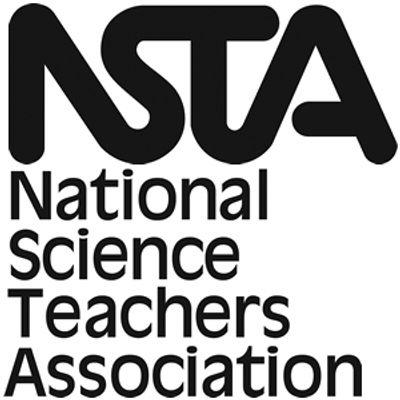 NSTA
National
Science
Teachers
Association